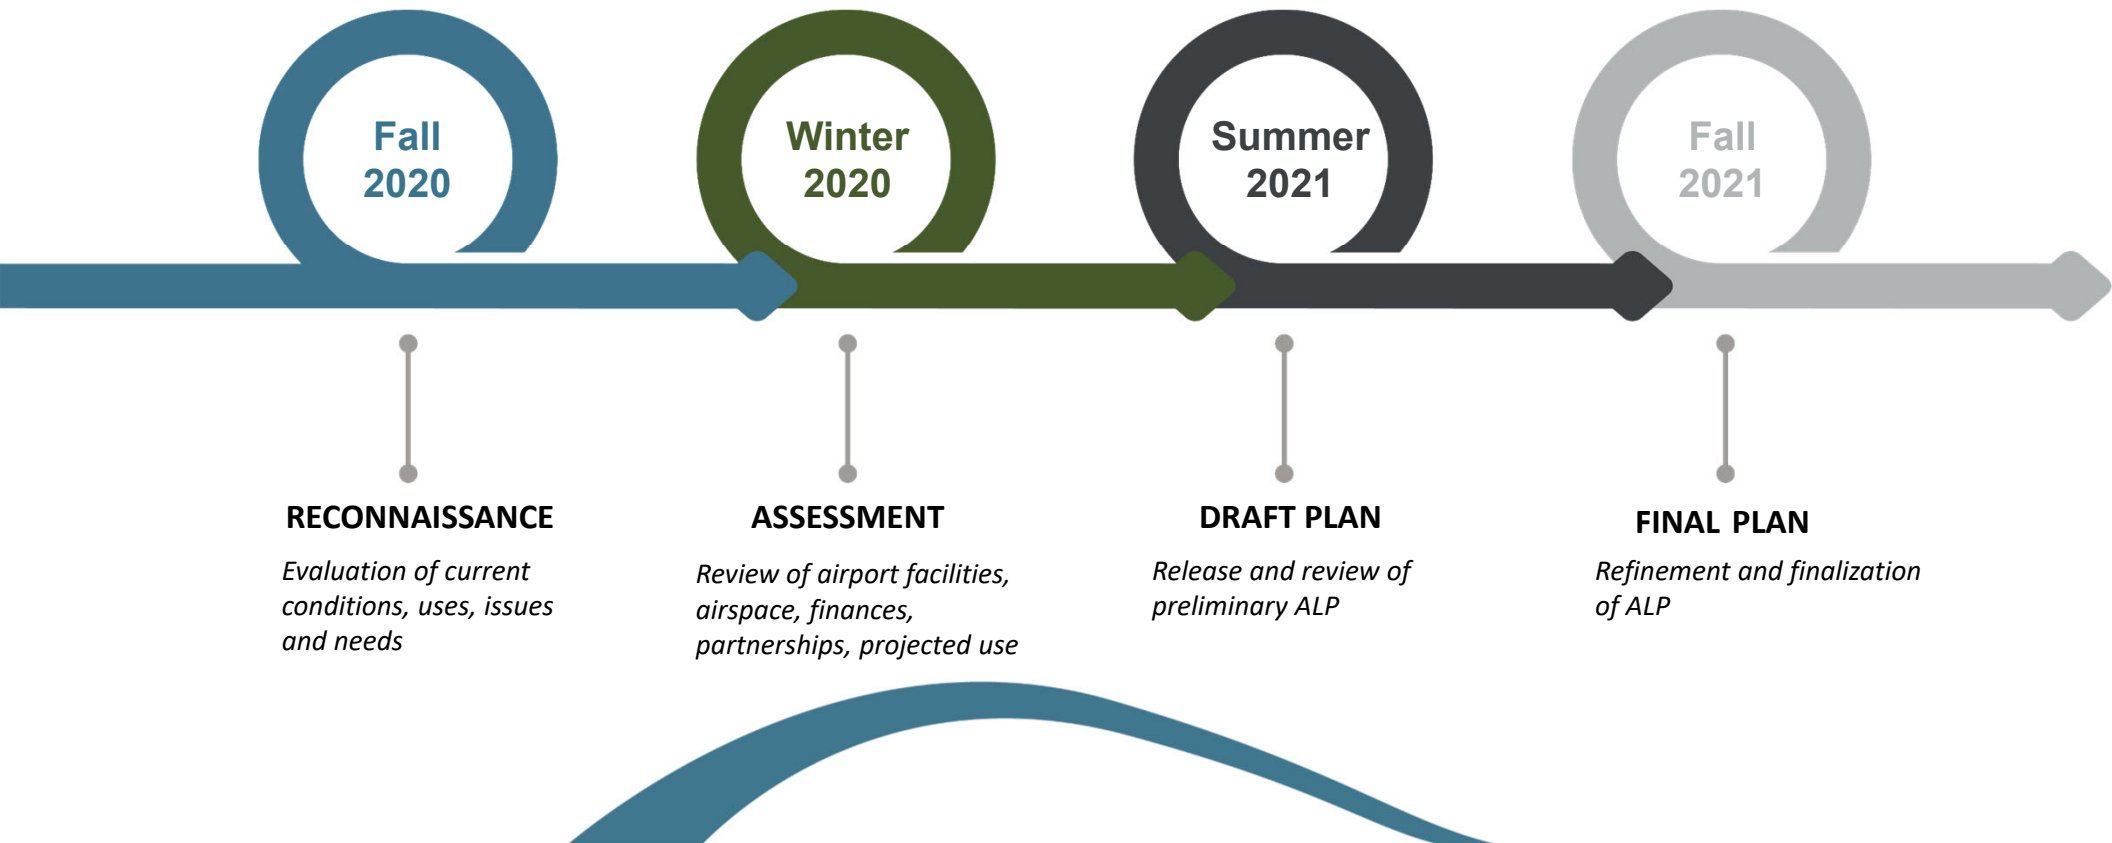 Fall
2020
Winter
2020
Summer
2021
Fall
2021
RECONNAISSANCE
Evaluation of current
conditions, uses, issues
and needs
ASSESSMENT
Review of airport facilities,
airspace, finances,
partnerships, projected use
DRAFT PLAN
Release and review of
preliminary ALP
FINAL PLAN
Refinement and finalization
of ALP